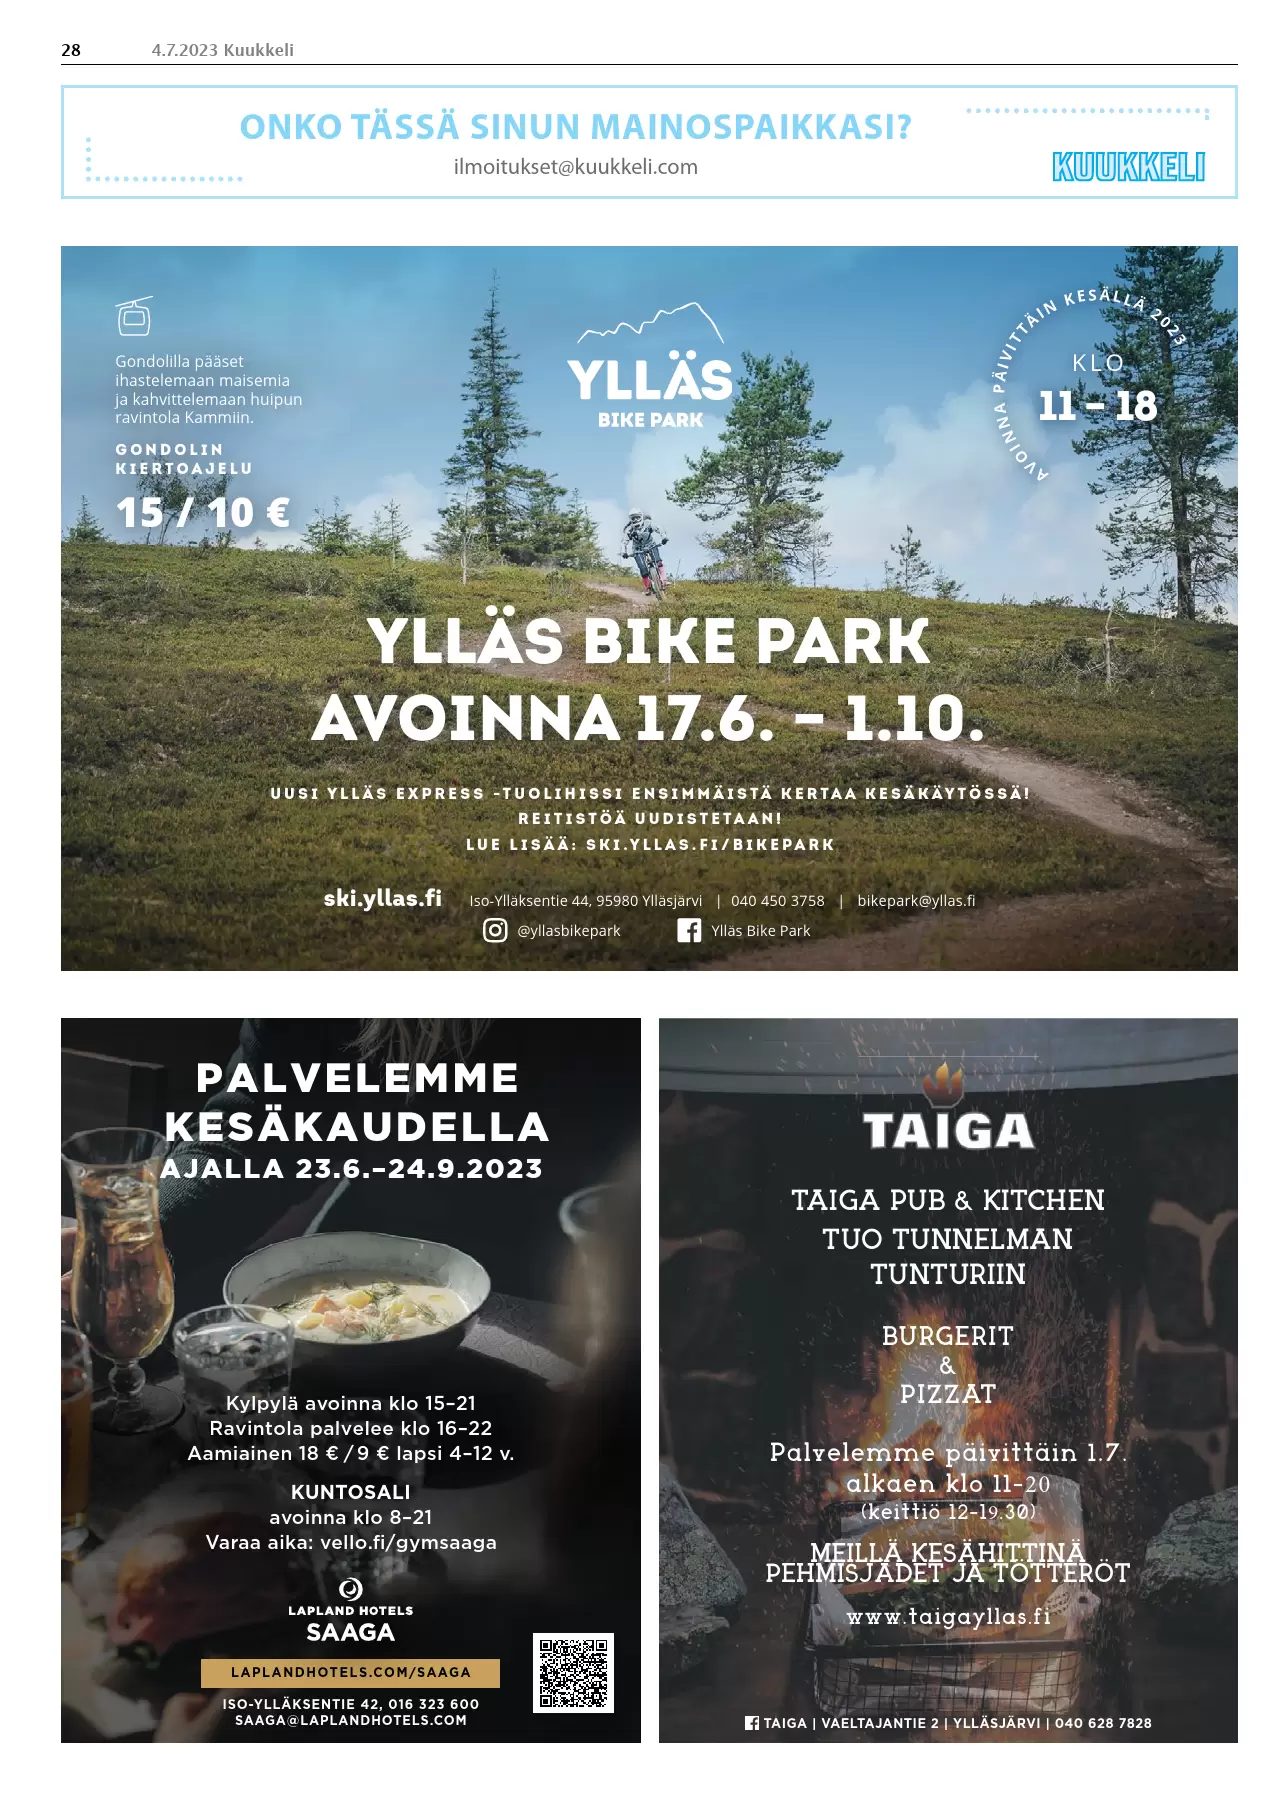 28 4.7.2023 Kuukkeli
ONKO TÄSSÄ SINUN MAINOSPAIKKASI?
ilmoitukset@kuukkeli.com
KUUKKELI
Gondolilla pääset
ihastelemaan maisemia
ja kahvittelemaan huipun
ravintola Kammiin.
GONDOLIN
KIERTOAJELU
15 / 10 €
YLLÄS
BIKE PARK
AVOINNA PÄIVITTÄIN KESÄLLÄ 2023
KLO
11 – 18
YLLÄS BIKE PARK
AVOINNA 17.6. – 1.10.
UUSI YLLÄS EXPRESS -TUOLIHISSI ENSIMMÄISTÄ KERTAA KESÄKÄYTÖSSÄ!
REITISTÖÄ UUDISTETAAN!
LUE LISÄÄ: SKI.YLLAS.FI/BIKEPARK
ski.yllas.fi Iso-Ylläksentie 44, 95980 Ylläsjärvi | 040 450 3758 | bikepark@yllas.fi
@yllasbikepark Ylläs Bike Park
PALVELEMME
KESÄKAUDELLA
AJALLA 23.6.–24.9.2023
Kylpylä avoinna klo 15–21
Ravintola palvelee klo 16–22
Aamiainen 18 € / 9 € lapsi 4–12 v.
KUNTOSALI
avoinna klo 8–21
Varaa aika: vello.fi/gymsaaga
LAPLAND HOTELS
SAAGA
LAPLANDHOTELS.COM/SAAGA
ISO-YLLÄKSENTIE 42, 016 323 600
SAAGA@LAPLANDHOTELS.COM
TAIGA
TAIGA PUB & KITCHEN
TUO TUNNELMAN
TUNTURIIN
BURGERIT
&
PIZZAT
Palvelemme päivittäin 1.7.
alkaen klo 11-20
(keittiö 12-19.30)
MEILLÄ KESÄHITTINÄ
PEHMISJÄDET JA TÖTTERÖT
www.taigayllas.fi
TAIGA | VAELTAJANTIE 2 | YLLÄSJÄRVI | 040 628 7828